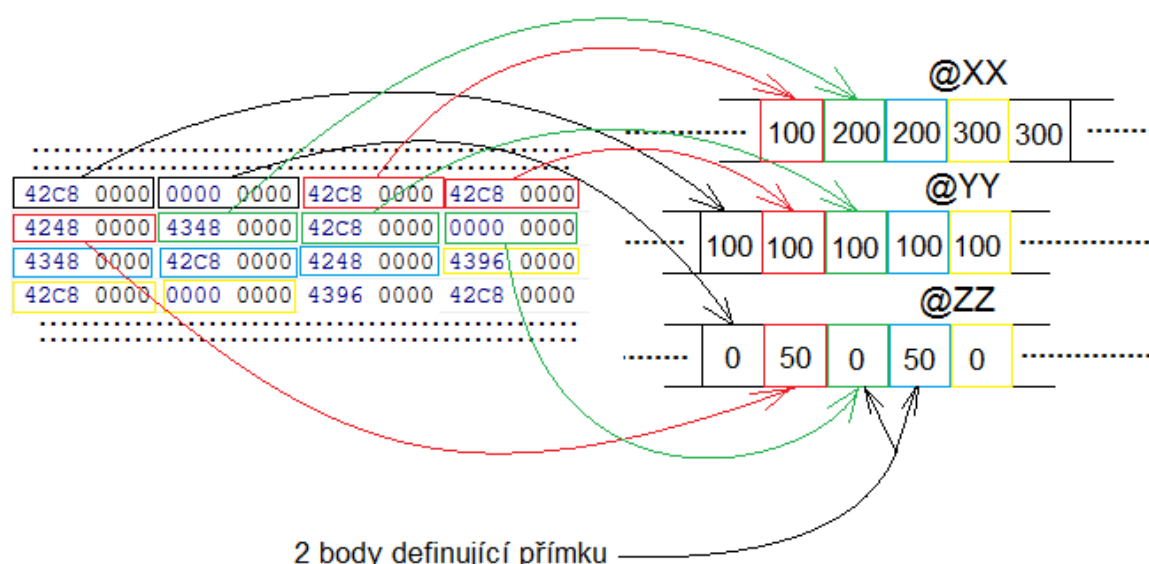 @XX
100 200 200 300 300
42C8 0000 0000 0000 42C8 0000 42C8 0000
4248 0000 4348 0000 42C8 0000 0000 0000
4348 0000 42C8 0000 4248 0000 4396 0000
42C8 0000 0000 0000 4396 0000 42C8 0000
@YY
100 100 100 100 100
@ZZ
0 50 0 50 0
2 body definující přímku